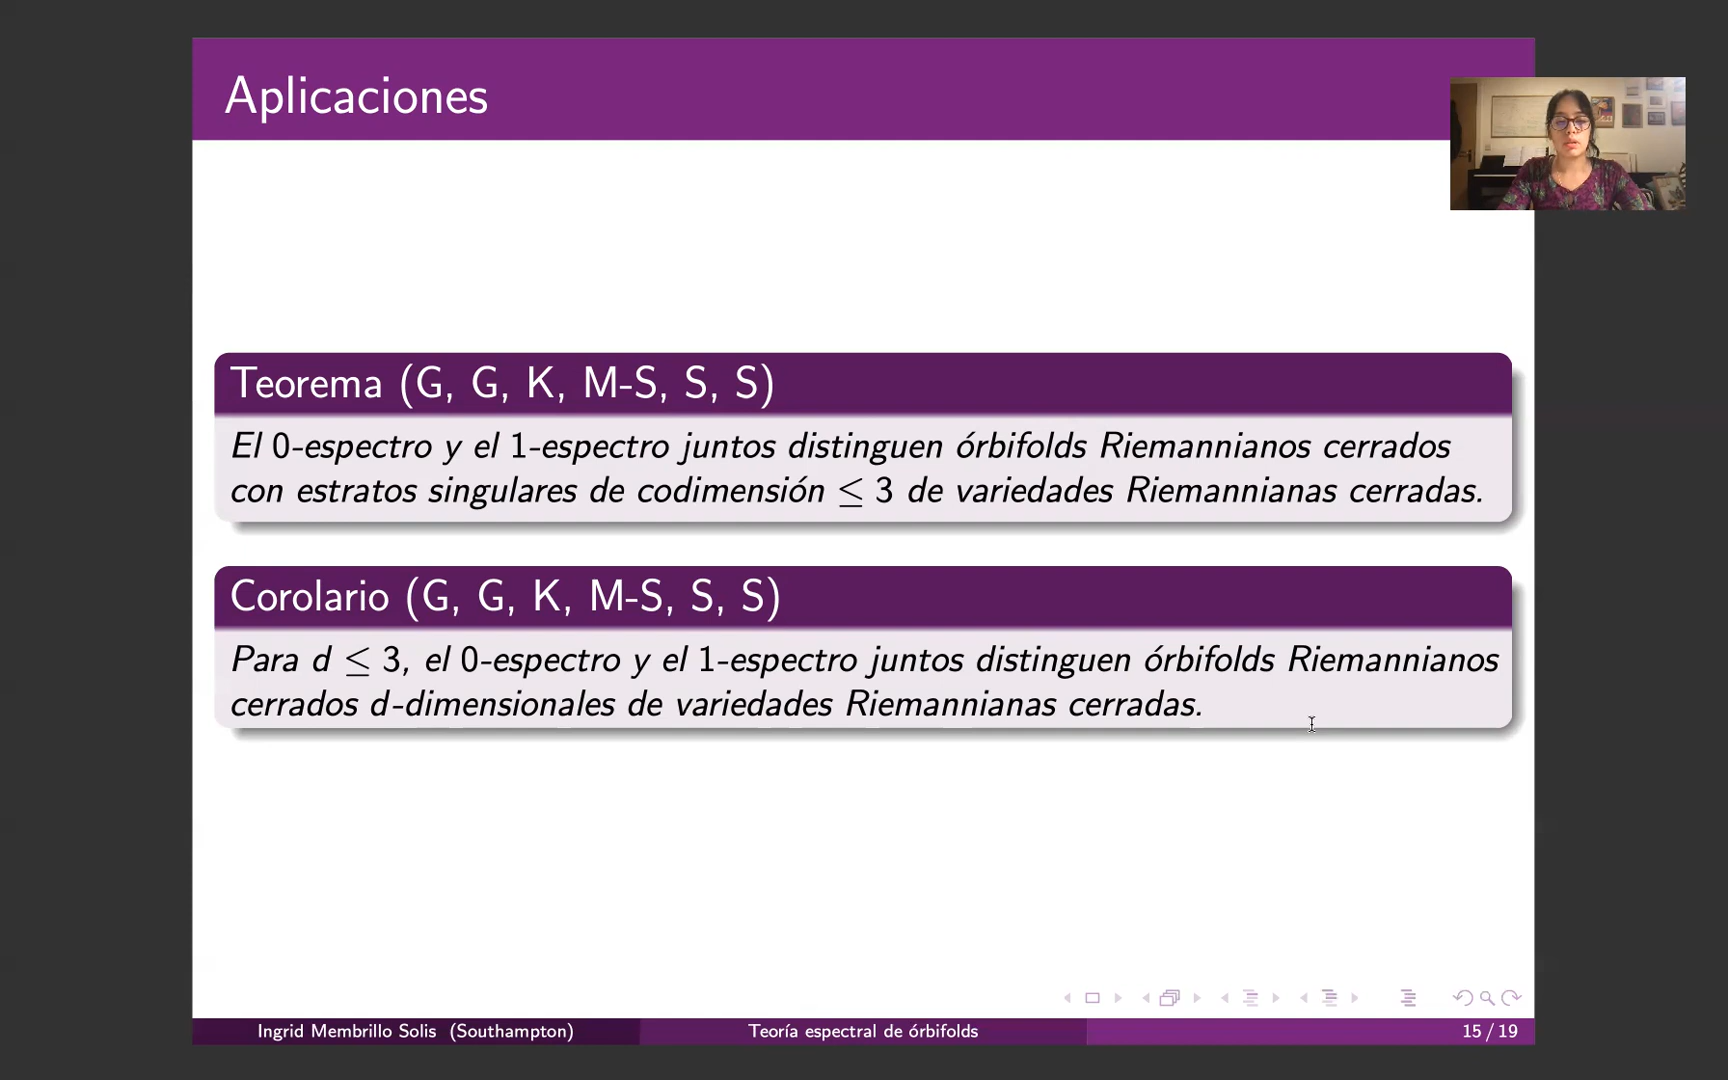 Aplicaciones
Teorema (G, G, K, M-S, S, S)
El 0-espectro y el 1-espectro juntos distinguen órbifolds Riemannianos cerrados
con estratos singulares de codimensión ≤ 3 de variedades Riemannianas cerradas.
Corolario (G, G, K, M-S, S, S)
Para d ≤ 3, el 0-espectro y el 1-espectro juntos distinguen órbifolds Riemannianos
cerrados d-dimensionales de variedades Riemannianas cerradas.
Ingrid Membrillo Solis (Southampton)
Teoría espectral de órbifolds
15 / 19